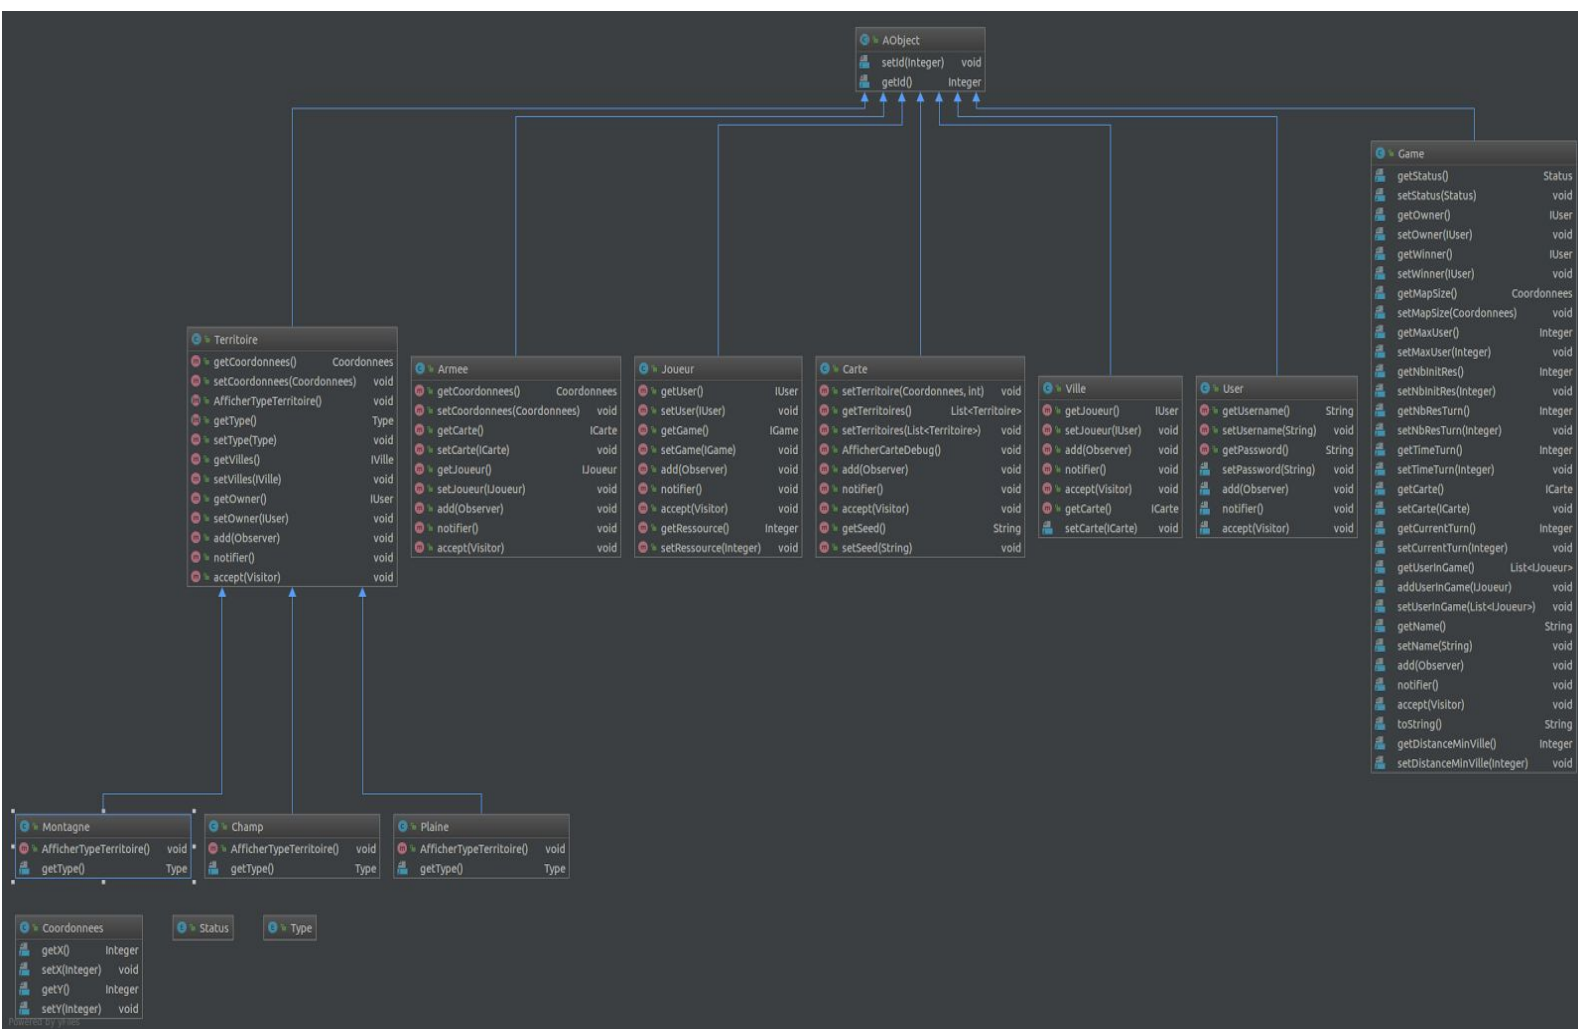 AObject
setId(Integer) void
getId() Integer
Game
getStatus() Status
setStatus(Status) void
getOwner() IUser
setOwner(IUser) void
getWinner() IUser
setWinner(IUser) void
getMapSize() Coordonnees
setMapSize(Coordonnees) void
getMaxUser() Integer
setMaxUser(Integer) void
getNbInitRes() Integer
setNbInitRes(Integer) void
getNbResTurn() Integer
setNbResTurn(Integer) void
getTimeTurn() Integer
setTimeTurn(Integer) void
getCarte() ICarte
setCarte(ICarte) void
getCurrentTurn() Integer
setCurrentTurn(Integer) void
getUserInGame() List<IJoueur>
addUserInGame(IJoueur) void
setUserInGame(List<IJoueur>) void
getName() String
setName(String) void
add(Observer) void
notifier() void
accept(Visitor) void
toString() String
getDistanceMinVille() Integer
setDistanceMinVille(Integer) void
Territoire
getCoordonnees() Coordonnees
setCoordonnees(Coordonnees) void
AfficherTypeTerritoire() void
getType() Type
setType(Type) void
getVilles() IVille
setVilles(IVille) void
getOwner() IUser
setOwner(IUser) void
add(Observer) void
notifier() void
accept(Visitor) void
Armee
getCoordonnees() Coordonnees
setCoordonnees(Coordonnees) void
getCarte() ICarte
setCarte(ICarte) void
getJoueur() IJoueur
setJoueur(IJoueur) void
add(Observer) void
notifier() void
accept(Visitor) void
Joueur
getUser() IUser
setUser(IUser) void
getGame() IGame
setGame(IGame) void
add(Observer) void
notifier() void
accept(Visitor) void
getRessource() Integer
setRessource(Integer) void
Carte
setTerritoire(Coordonnees, int) void
getTerritoires() List<Territoire>
setTerritoires(List<Territoire>) void
AfficherCarteDebug() void
add(Observer) void
notifier() void
accept(Visitor) void
getSeed() String
setSeed(String) void
Ville
getJoueur() IUser
setJoueur(IUser) void
add(Observer) void
notifier() void
accept(Visitor) void
getCarte() ICarte
setCarte(ICarte) void
User
getUsername() String
setUsername(String) void
getPassword() String
setPassword(String) void
add(Observer) void
notifier() void
accept(Visitor) void
Montagne
AfficherTypeTerritoire() void
getType() Type
Champ
AfficherTypeTerritoire() void
getType() Type
Plaine
AfficherTypeTerritoire() void
getType() Type
Coordonnees
getX() Integer
setX(Integer) void
getY() Integer
setY(Integer) void
Status
Type
Powered by yFiles